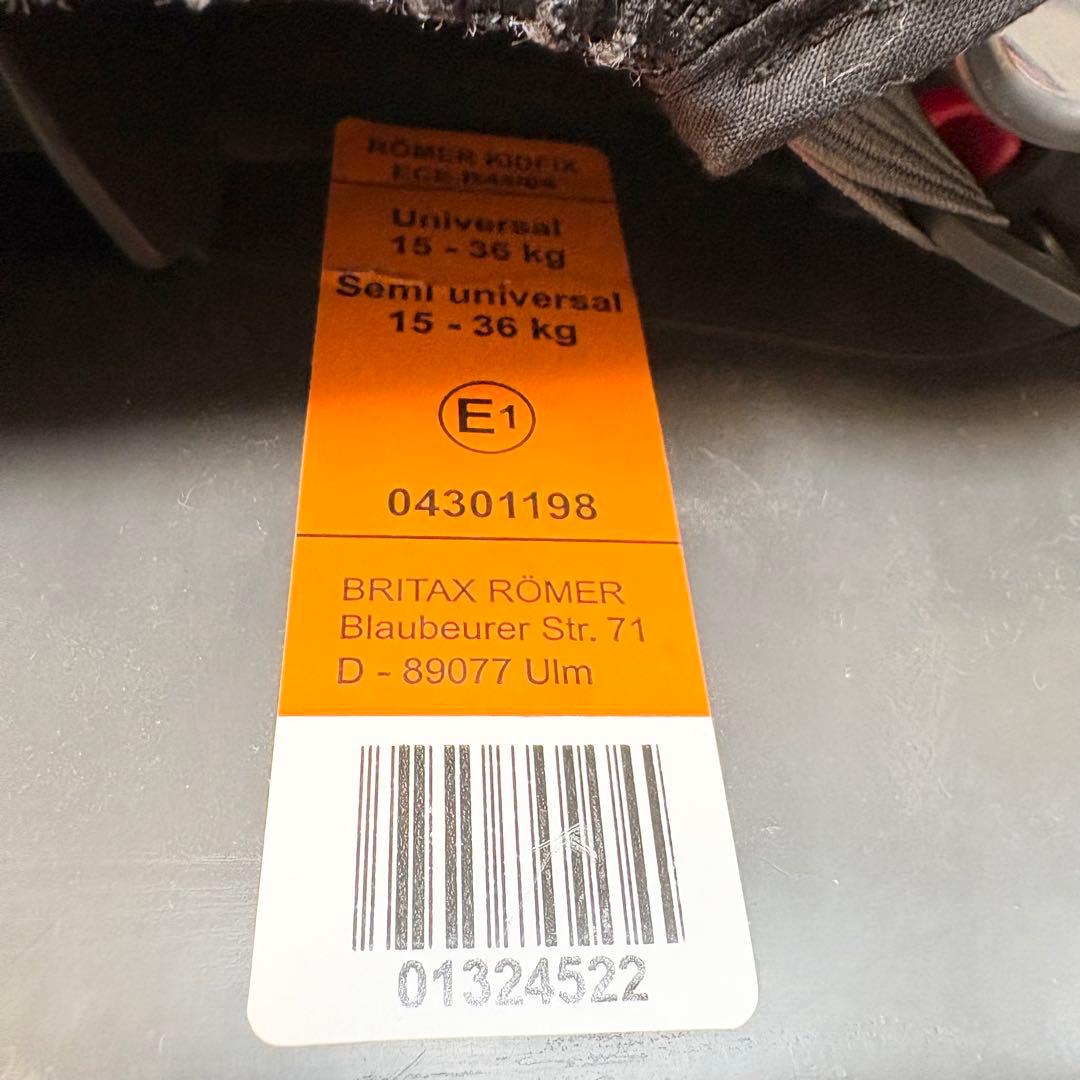 RÖMER KIDFIX
ECE R44/04
Universal
15 - 36 kg
Semi universal
15 - 36 kg
E1
04301198
BRITAX RÖMER
Blaubeurer Str. 71
D - 89077 Ulm
01324522